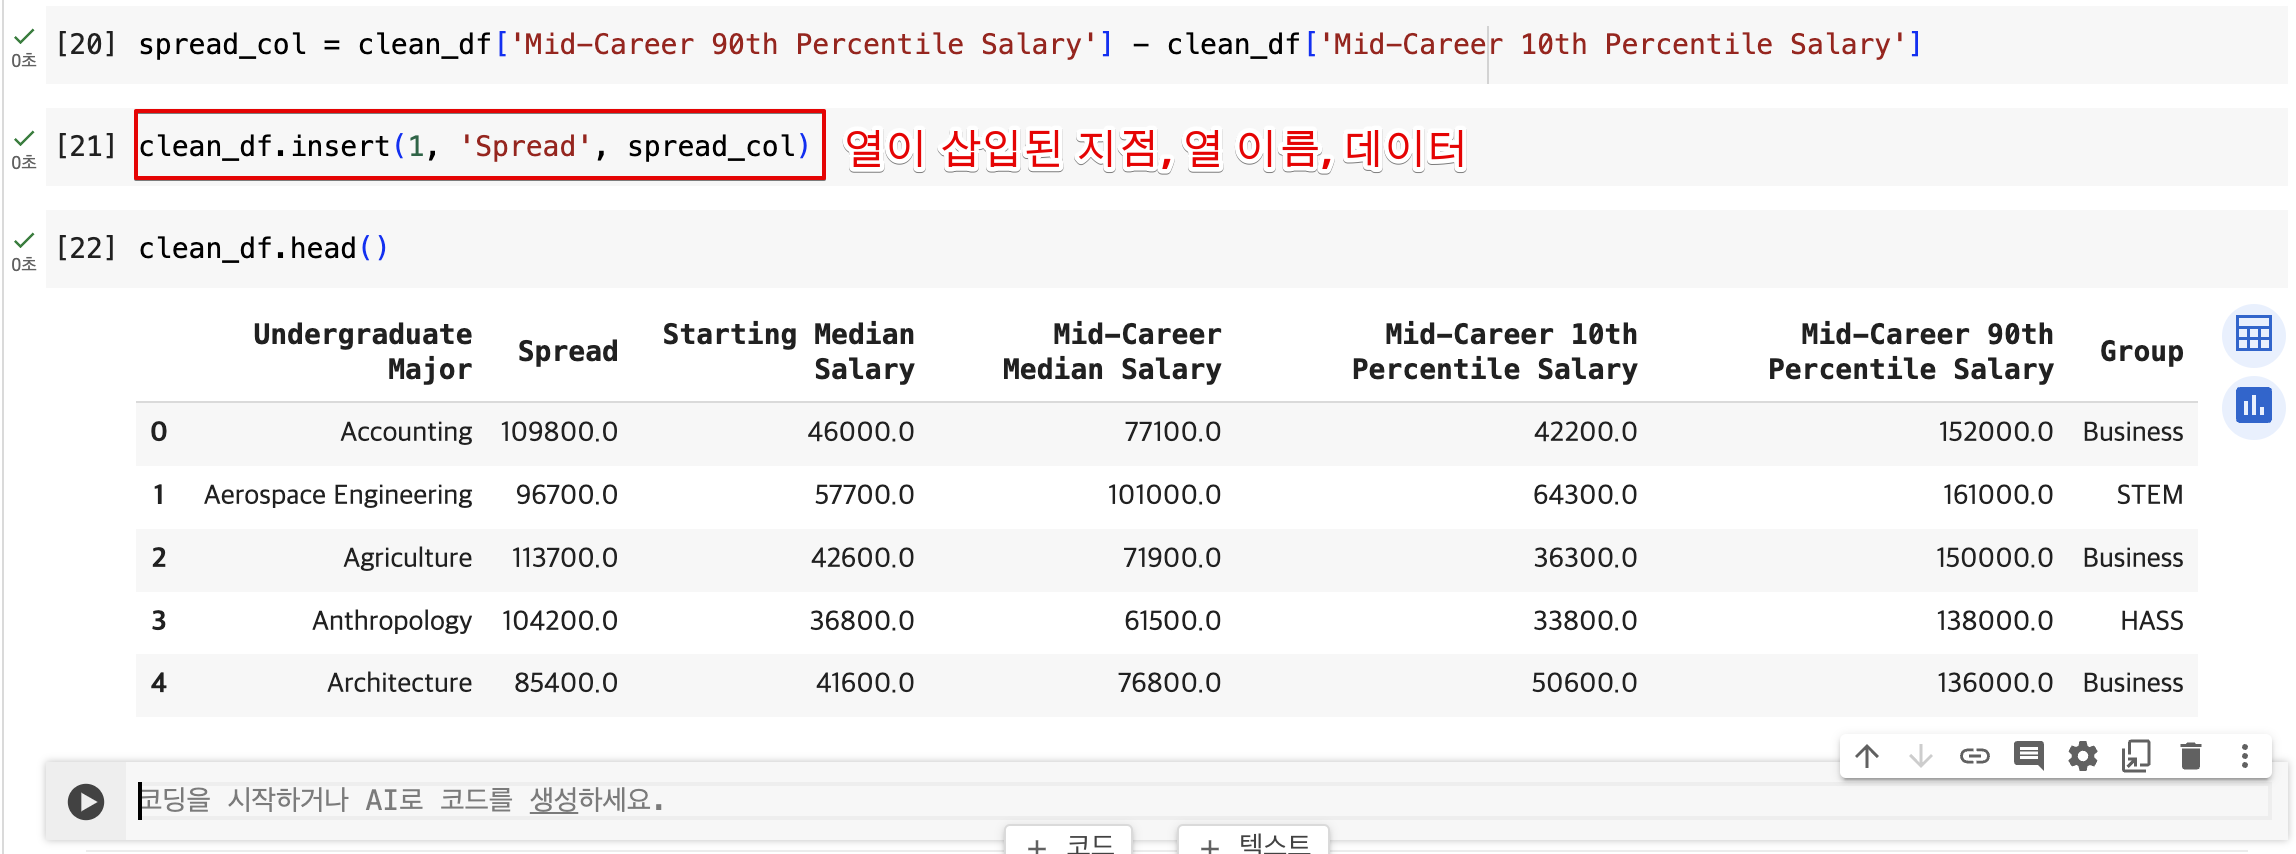 [20] spread_col = clean_df['Mid-Career 90th Percentile Salary'] - clean_df['Mid-Career 10th Percentile Salary']
0초
[21] clean_df.insert(1, 'Spread', spread_col) 열이 삽입된 지점, 열 이름, 데이터
0초
[22] clean_df.head()
0초
Undergraduate Major Spread Starting Median Salary Mid-Career Median Salary Mid-Career 10th Percentile Salary Mid-Career 90th Percentile Salary Group
0 Accounting 109800.0 46000.0 77100.0 42200.0 152000.0 Business
1 Aerospace Engineering 96700.0 57700.0 101000.0 64300.0 161000.0 STEM
2 Agriculture 113700.0 42600.0 71900.0 36300.0 150000.0 Business
3 Anthropology 104200.0 36800.0 61500.0 33800.0 138000.0 HASS
4 Architecture 85400.0 41600.0 76800.0 50600.0 136000.0 Business
코딩을 시작하거나 AI로 코드를 생성하세요.
+ 코드 + 텍스트